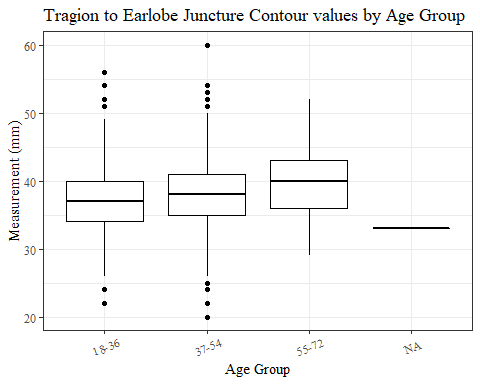 Tragion to Earlobe Juncture Contour values by Age Group
Measurement (mm)
60
50
40
30
20
18-36
37-54
55-72
NA
Age Group